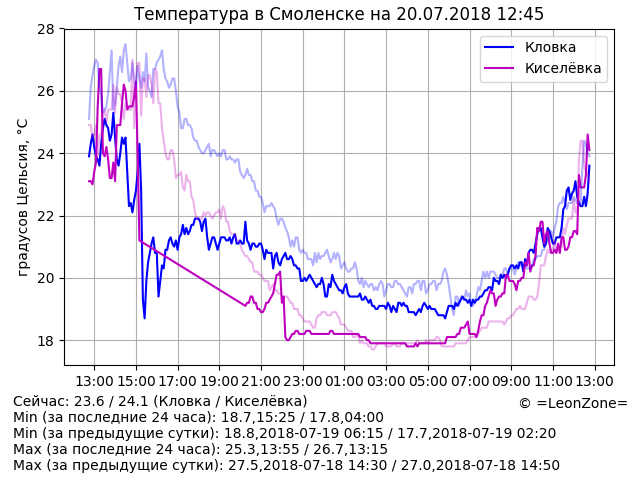 Температура в Смоленске на 20.07.2018 12:45
градусов Цельсия, °C
28
26
24
22
20
18
Кловка
Киселёвка
13:00 15:00 17:00 19:00 21:00 23:00 01:00 03:00 05:00 07:00 09:00 11:00 13:00
Сейчас: 23.6 / 24.1 (Кловка / Киселёвка)
© =LeonZone=
Min (за последние 24 часа): 18.7,15:25 / 17.8,04:00
Min (за предыдущие сутки): 18.8,2018-07-19 06:15 / 17.7,2018-07-19 02:20
Max (за последние 24 часа): 25.3,13:55 / 26.7,13:15
Max (за предыдущие сутки): 27.5,2018-07-18 14:30 / 27.0,2018-07-18 14:50